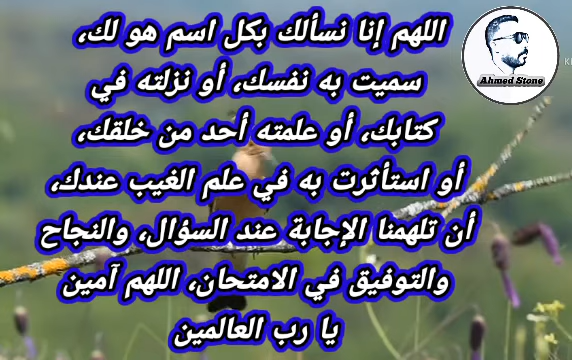 اللهم إنا نسألك بكل اسم هو لك،
سميت به نفسك، أو نزلته في
كتابك، أو علمته أحد من خلقك،
أو استأثرت به في علم الغيب عندك،
أن تلهمنا الإجابة عند السؤال، والنجاح
والتوفيق في الامتحان، اللهم آمين
يا رب العالمين
Ahmed Stone